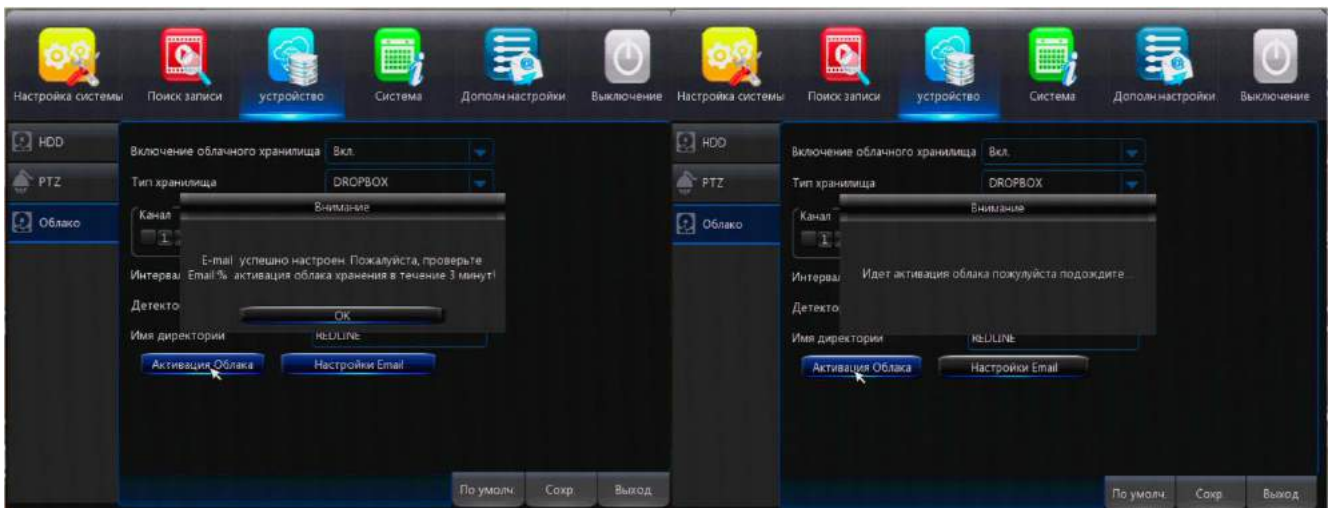 Настройка системы Поиск записи устройство Система Дополн настройки Выключение
HDD
PTZ
Облако
Включение облачного хранилища Вкл.
Тип хранилища DROPBOX
Внимание
Канал
1
E-mail успешно настроен. Пожалуйста, проверьте
Интервал Email:% активация облака хранения в течение 3 минут!
Детекто
OK
Имя директории REDLINE
Активация Облака Настройки Email
По умолч. Сохр. Выход
Настройка системы Поиск записи устройство Система Дополн настройки Выключение
HDD
PTZ
Облако
Включение облачного хранилища Вкл.
Тип хранилища DROPBOX
Внимание
Канал
1
Интервал Идет активация облака пожулуйста подождите...
Детекто
Имя директории REDLINE
Активация Облака Настройки Email
По умолч. Сохр. Выход